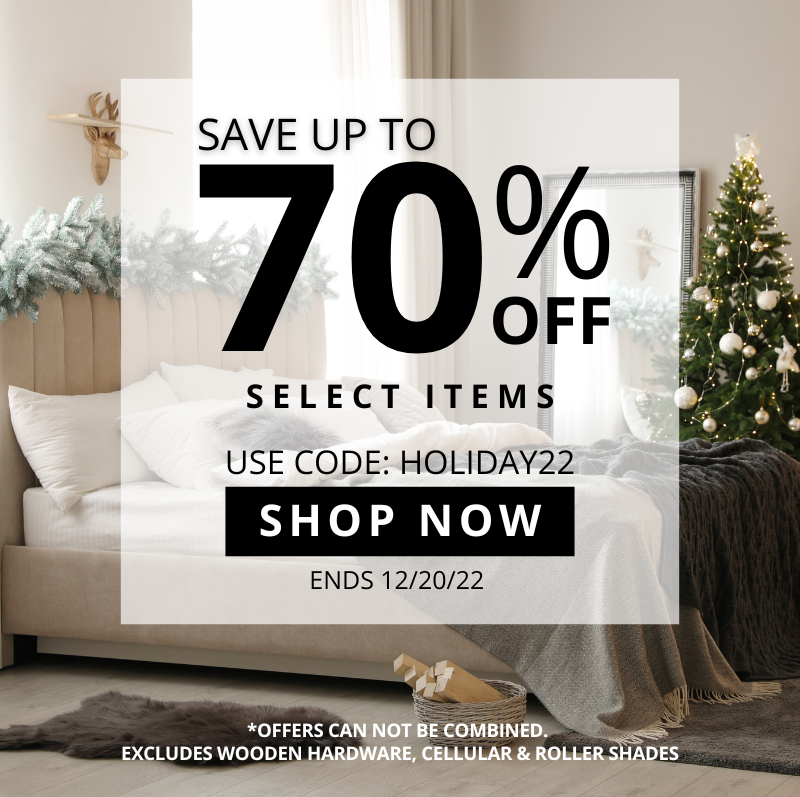 SAVE UP TO
70%
OFF
SELECT ITEMS
USE CODE: HOLIDAY22
SHOP NOW
ENDS 12/20/22
*OFFERS CAN NOT BE COMBINED.
EXCLUDES WOODEN HARDWARE, CELLULAR & ROLLER SHADES